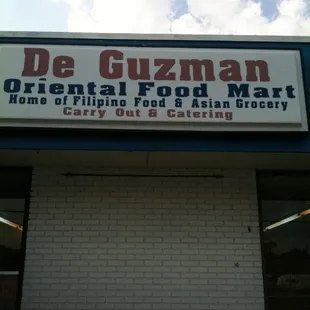 De Guzman
Oriental Food Mart
Home of Filipino Food & Asian Grocery
Carry Out & Catering